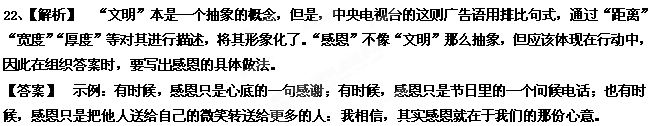 22、【解析】 “文明”本是一个抽象的概念，但是，中央电视台的这则广告语用排比句式，通过“距离”
“宽度”“厚度”等对其进行描述，将其形象化了。“感恩”不像“文明”那么抽象，但应该体现在行动中，
因此在组织答案时，要写出感恩的具体做法。
【答案】 示例：有时候，感恩只是心底的一句感谢；有时候，感恩只是节日里的一个问候电话；也有时
候，感恩只是把他人送给自己的微笑转送给更多的人：我相信，其实感恩就在于我们的那份心意。